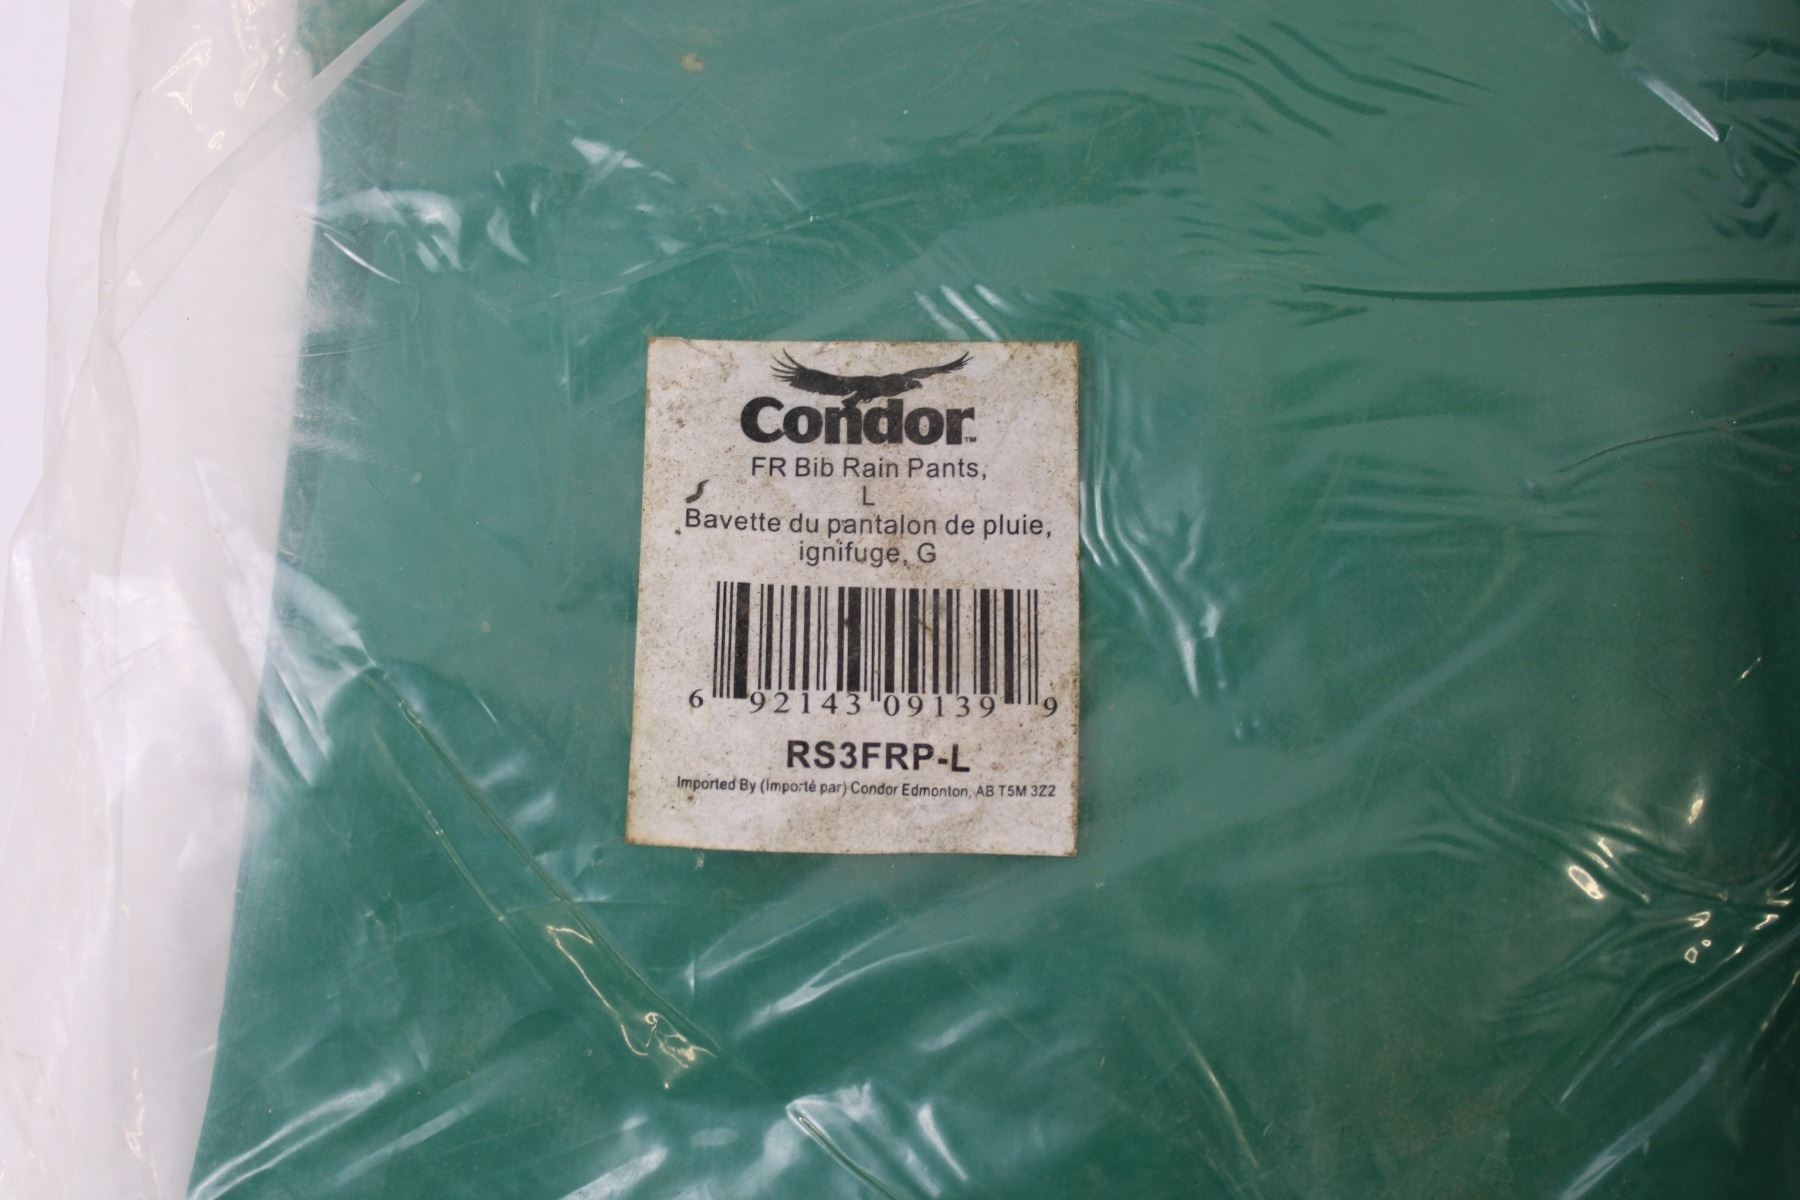 Condor™
FR Bib Rain Pants,
L
Bavette du pantalon de pluie,
ignifuge, G
6 92143 09139 9
RS3FRP-L
Imported By (Importé par) Condor Edmonton, AB T5M 3Z2